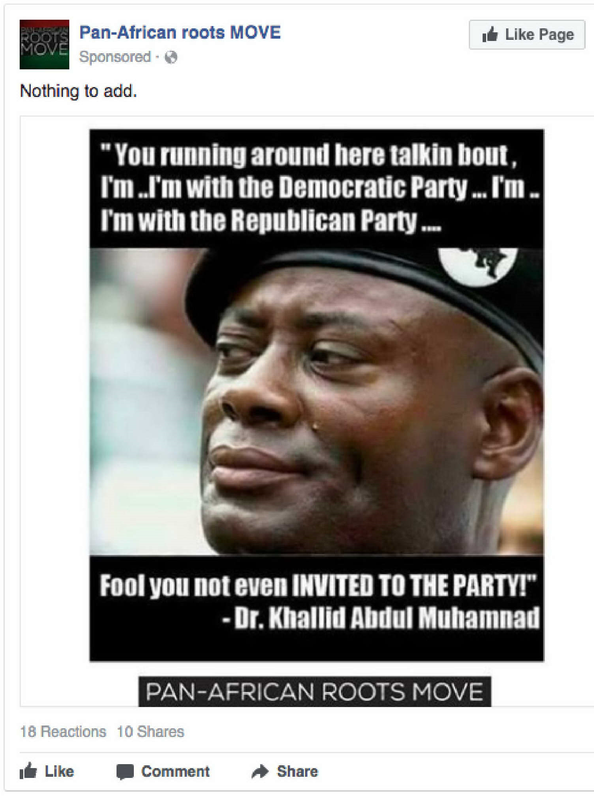 ROOTS
MOVE
Pan-African roots MOVE
Like Page
Sponsored ·
Nothing to add.
"You running around here talkin bout,
I'm ..I'm with the Democratic Party ... I'm ..
I'm with the Republican Party ....
Fool you not even INVITED TO THE PARTY!"
- Dr. Khallid Abdul Muhamnad
PAN-AFRICAN ROOTS MOVE
18 Reactions 10 Shares
Like Comment Share